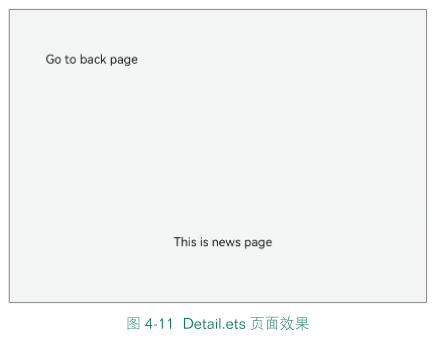 Go to back page
This is news page
图 4-11 Detail.ets 页面效果